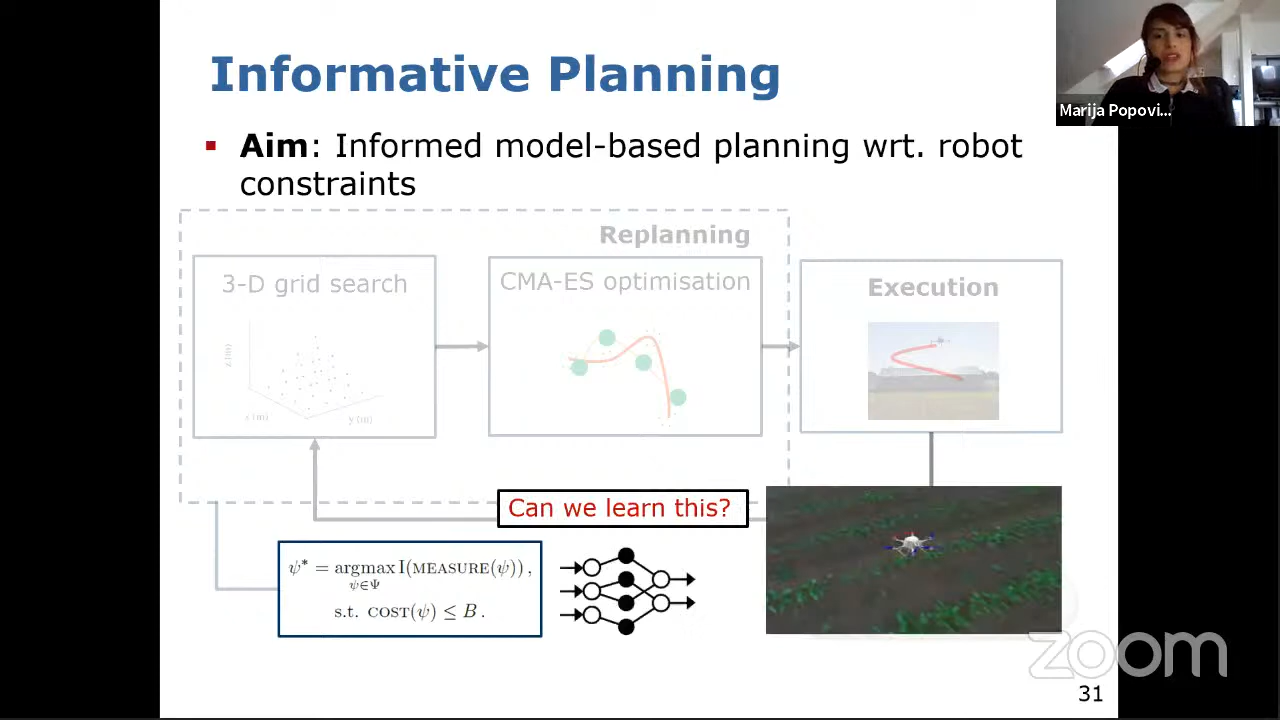 Informative Planning
Marija Popovi...
▪ Aim: Informed model-based planning wrt. robot
constraints
Replanning
3-D grid search
CMA-ES optimisation
Execution
z (m)
x (m)
y (m)
Can we learn this?
ψ* = argmax I(MEASURE(ψ)),
ψ∈Ψ
s.t. COST(ψ) ≤ B.
zoom
31